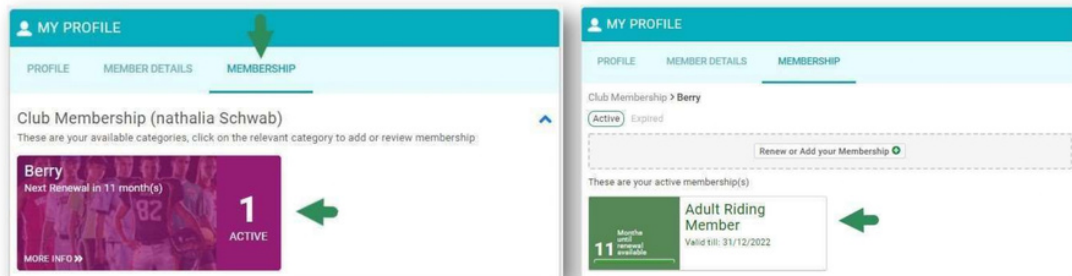 MY PROFILE
PROFILE MEMBER DETAILS MEMBERSHIP
Club Membership (nathalia Schwab)
These are your available categories, click on the relevant category to add or review membership
Berry
Next Renewal in 11 month(s)
82
1
ACTIVE
MORE INFO »
MY PROFILE
PROFILE MEMBER DETAILS MEMBERSHIP
Club Membership > Berry
Active Expired
Renew or Add your Membership
These are your active membership(s)
11 Months until renewal available
Adult Riding
Member
Valid till: 31/12/2022